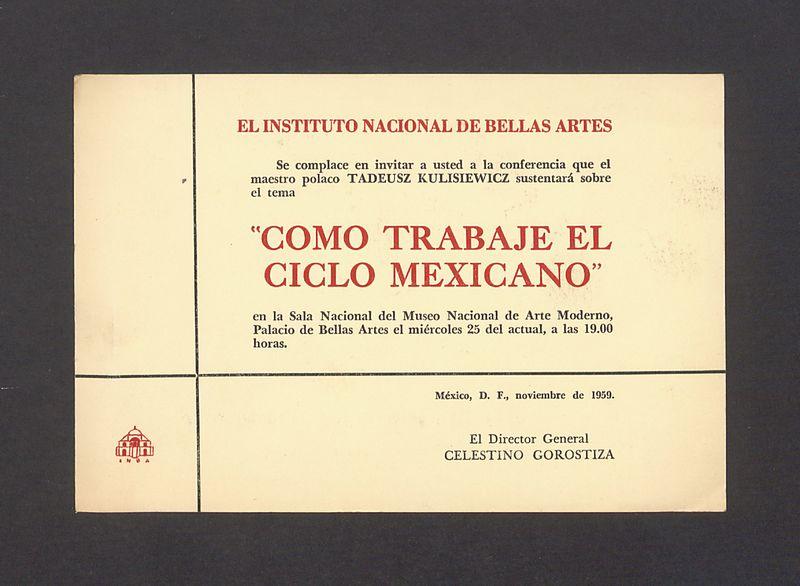 EL INSTITUTO NACIONAL DE BELLAS ARTES
Se complace en invitar a usted a la conferencia que el
maestro polaco TADEUSZ KULISIEWICZ sustentará sobre
el tema
"COMO TRABAJE EL
CICLO MEXICANO"
en la Sala Nacional del Museo Nacional de Arte Moderno,
Palacio de Bellas Artes el miércoles 25 del actual, a las 19.00
horas.
México, D. F., noviembre de 1959.
El Director General
CELESTINO GOROSTIZA
INBA